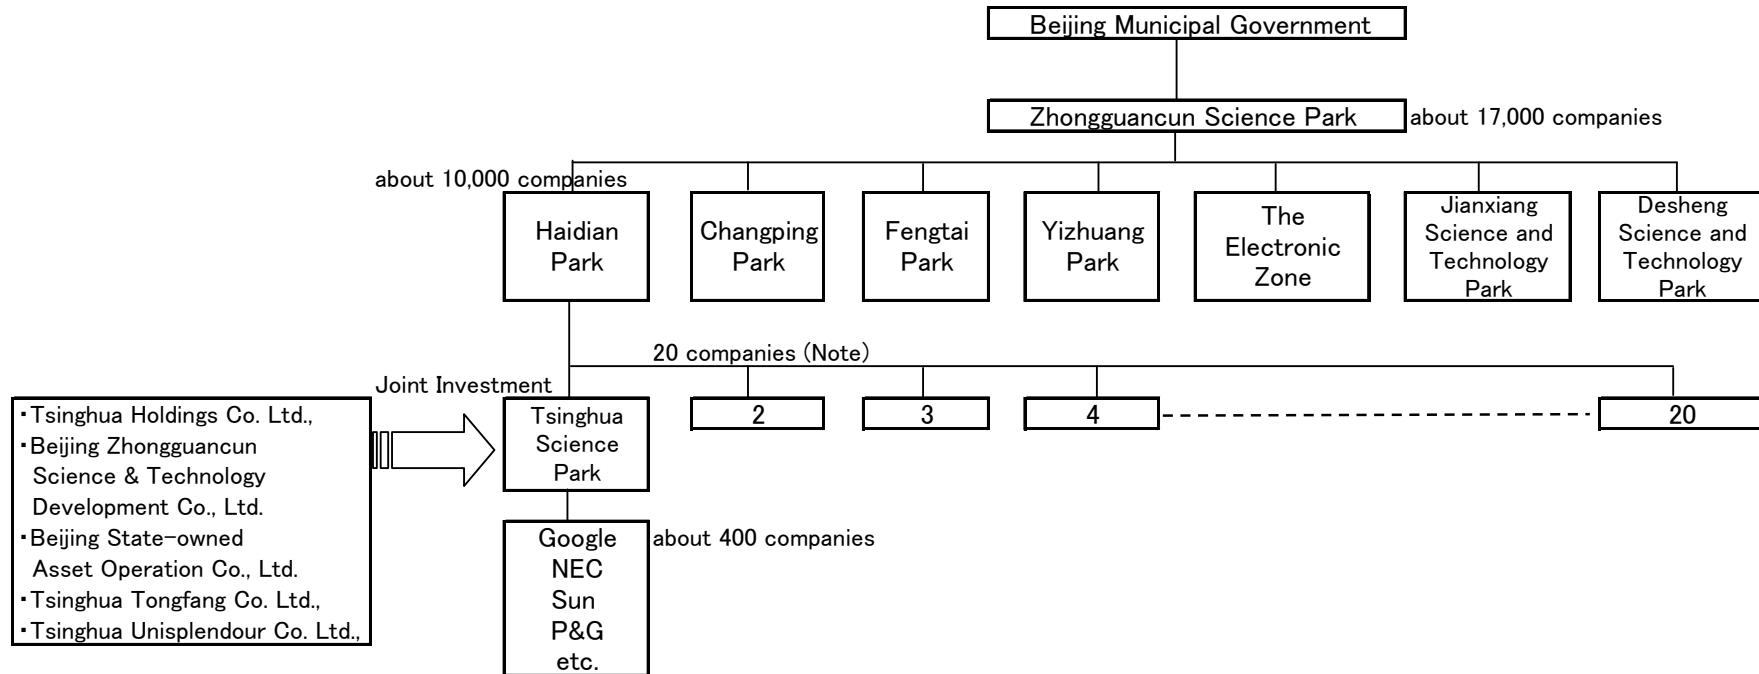 Beijing Municipal Government
Zhongguancun Science Park
about 17,000 companies
about 10,000 companies
Haidian
Park
Changping
Park
Fengtai
Park
Yizhuang
Park
The
Electronic
Zone
Jianxiang
Science and
Technology
Park
Desheng
Science and
Technology
Park
20 companies (Note)
Joint Investment
・Tsinghua Holdings Co. Ltd.,
・Beijing Zhongguancun
Science & Technology
Development Co., Ltd.
・Beijing State-owned
Asset Operation Co., Ltd.
・Tsinghua Tongfang Co. Ltd.,
・Tsinghua Unisplendour Co. Ltd.,
Tsinghua
Science
Park
2
3
4
20
Google
NEC
Sun
P&G
etc.
about 400 companies